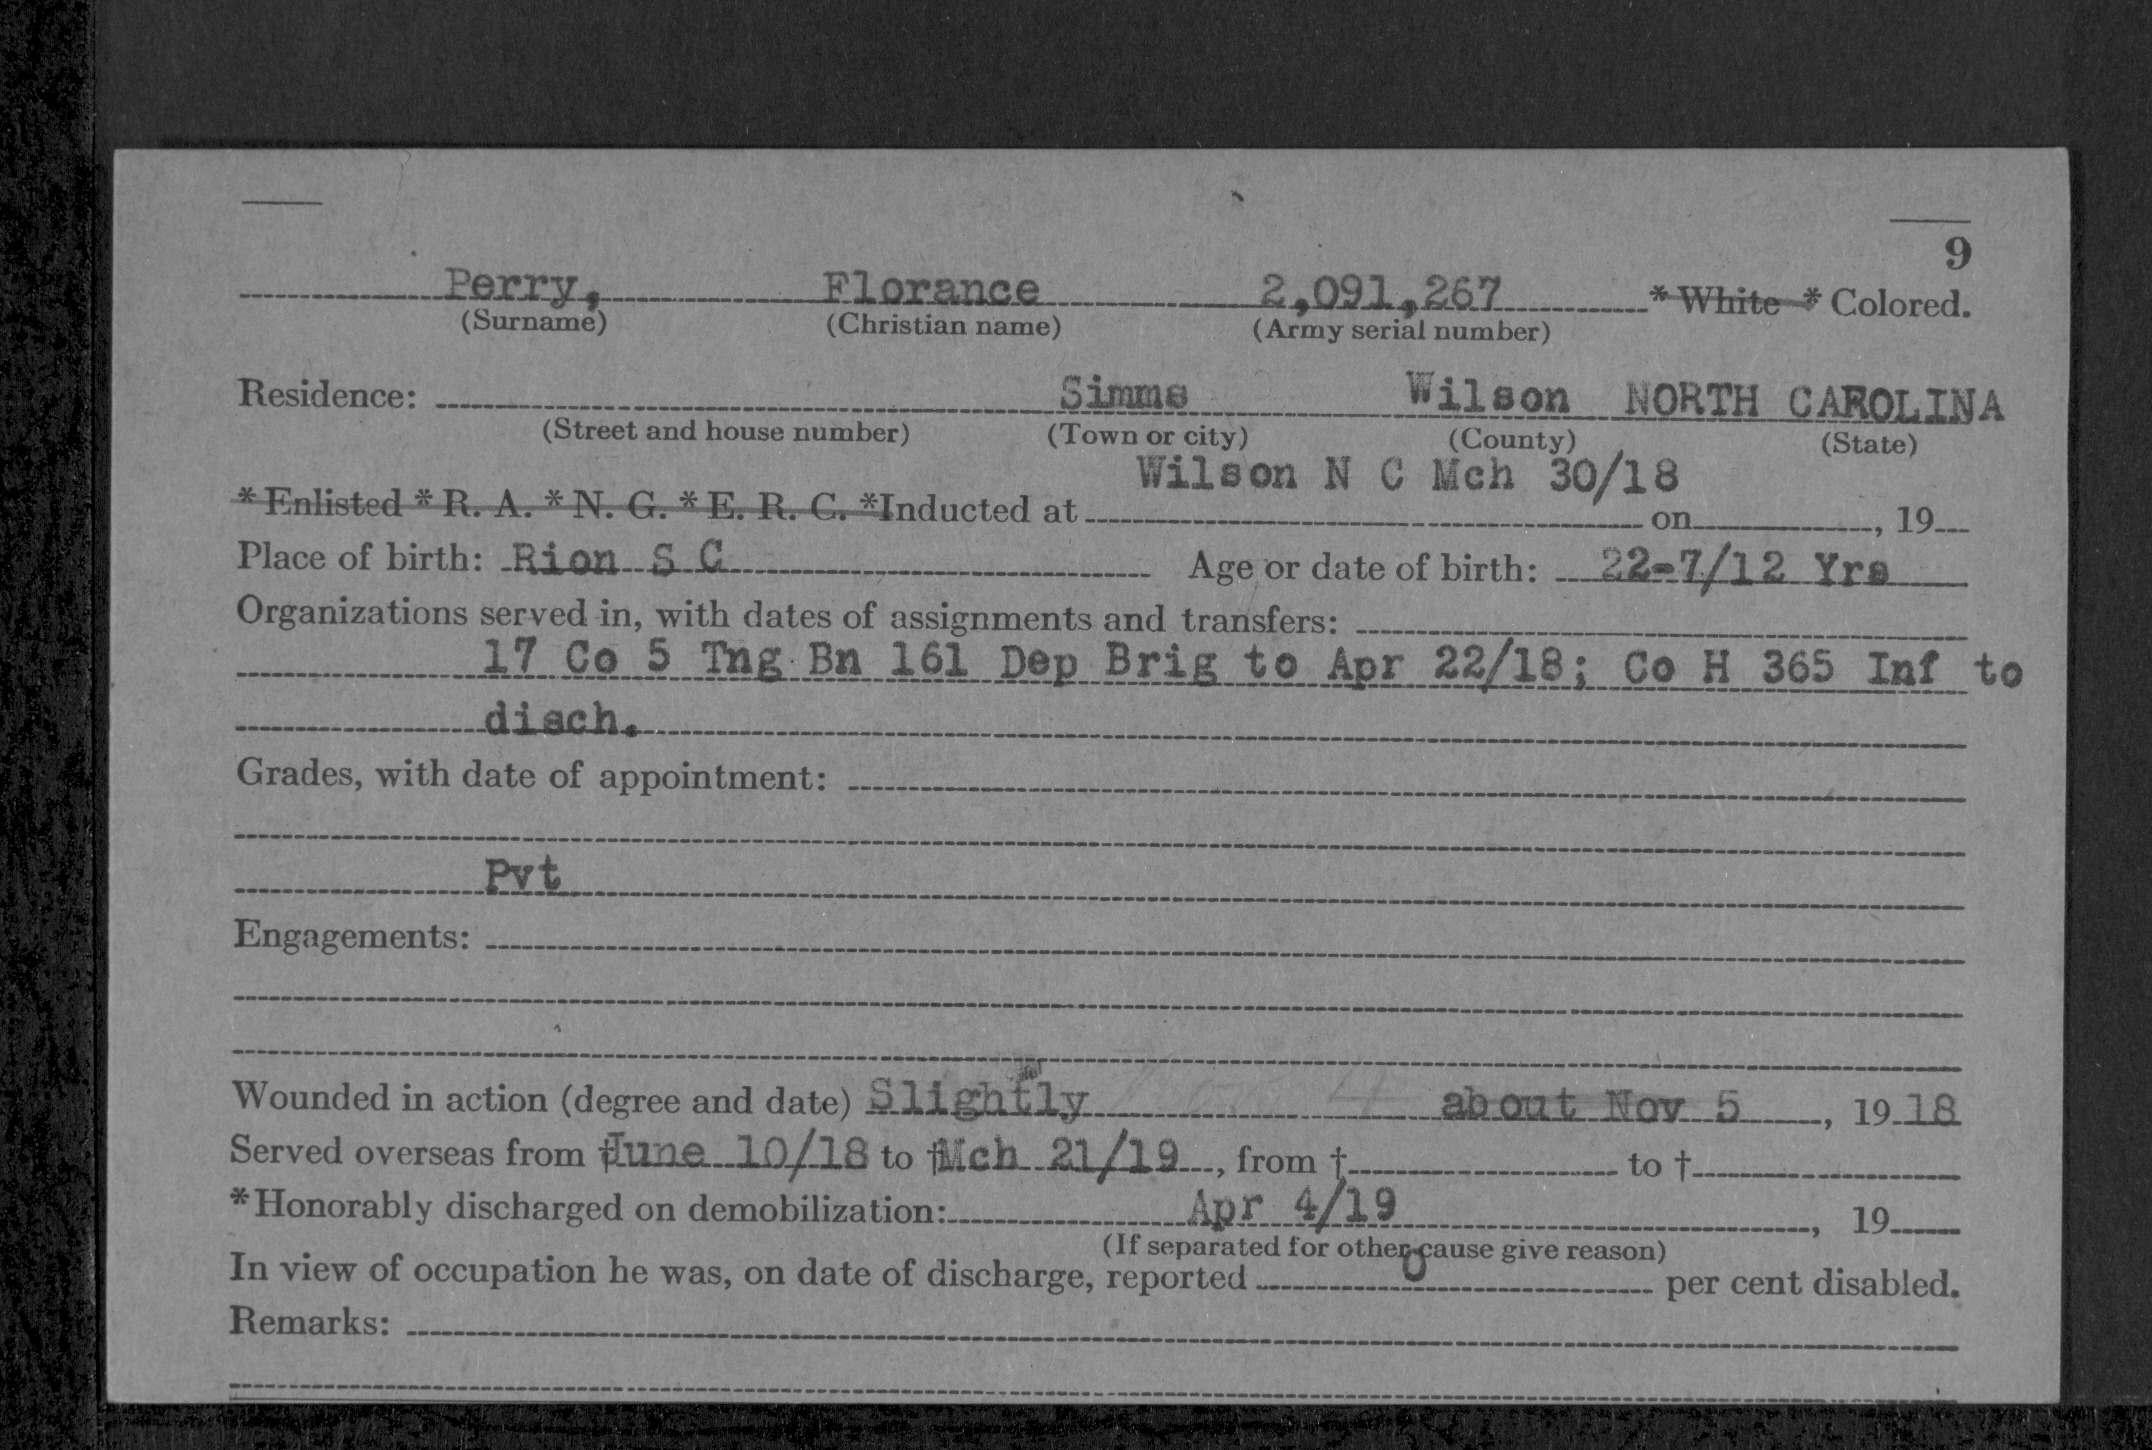 9
Perry, Florance 2,091,267 * White * Colored.
(Surname) (Christian name) (Army serial number)
Residence: Simms Wilson NORTH CAROLINA
(Street and house number) (Town or city) (County) (State)
Wilson N C Mch 30/18
* Enlisted * R. A. * N. G. * E. R. C. *Inducted at on , 19
Place of birth: Rion S C Age or date of birth: 22-7/12 Yrs
Organizations served in, with dates of assignments and transfers:
17 Co 5 Tng Bn 161 Dep Brig to Apr 22/18; Co H 365 Inf to
disch.
Grades, with date of appointment:
Pvt
Engagements:
Wounded in action (degree and date) Slightly about Nov 5, 19 18
Served overseas from † June 10/18 to † Mch 21/19, from † to †
* Honorably discharged on demobilization: Apr 4/19, 19
(If separated for other cause give reason)
In view of occupation he was, on date of discharge, reported 0 per cent disabled.
Remarks: